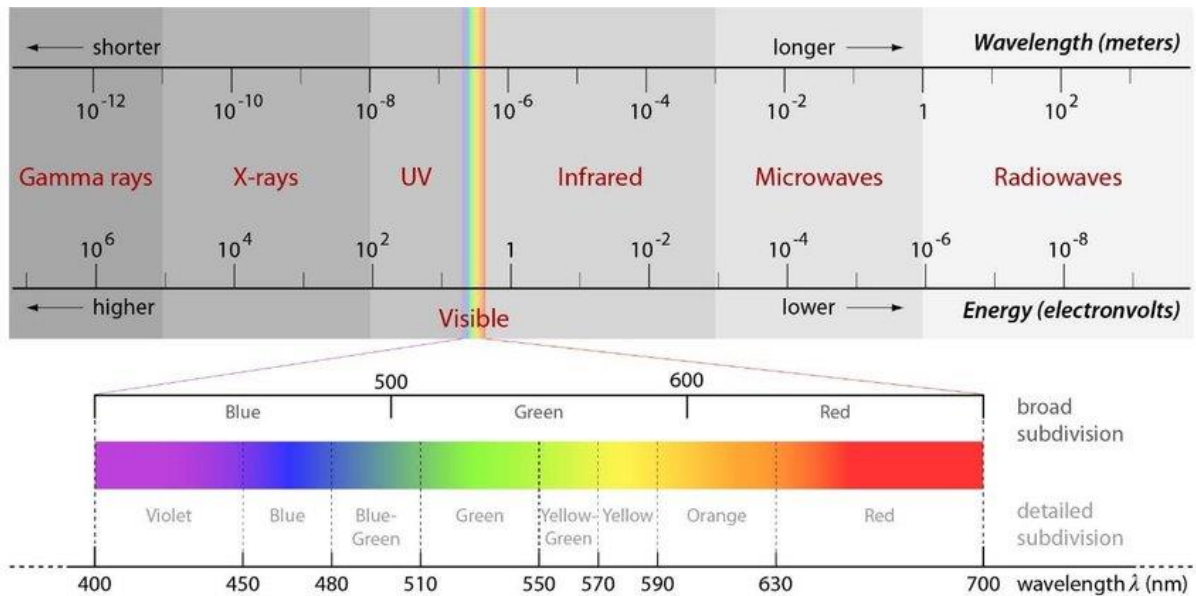 ← shorter longer → Wavelength (meters)
10⁻¹² 10⁻¹⁰ 10⁻⁸ 10⁻⁶ 10⁻⁴ 10⁻² 1 10²
Gamma rays X-rays UV Infrared Microwaves Radiowaves
10⁶ 10⁴ 10² 1 10⁻² 10⁻⁴ 10⁻⁶ 10⁻⁸
← higher lower → Energy (electronvolts)
Visible
500 600
Blue Green Red broad
subdivision
Violet Blue Blue- Green Yellow- Yellow Orange Red detailed
Green Green subdivision
400 450 480 510 550 570 590 630 700 wavelength λ (nm)